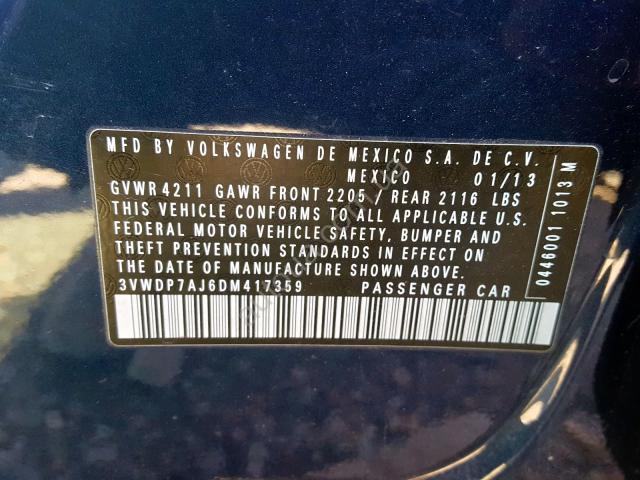 MFD BY VOLKSWAGEN DE MEXICO S.A. DE C.V.
MEXICO 01/13
GVWR 4211 GAWR FRONT 2205 / REAR 2116 LBS
THIS VEHICLE CONFORMS TO ALL APPLICABLE U.S.
FEDERAL MOTOR VEHICLE SAFETY, BUMPER AND
THEFT PREVENTION STANDARDS IN EFFECT ON
THE DATE OF MANUFACTURE SHOWN ABOVE.
3VWDP7AJ6DM417359 PASSENGER CAR
0446001 1013 M